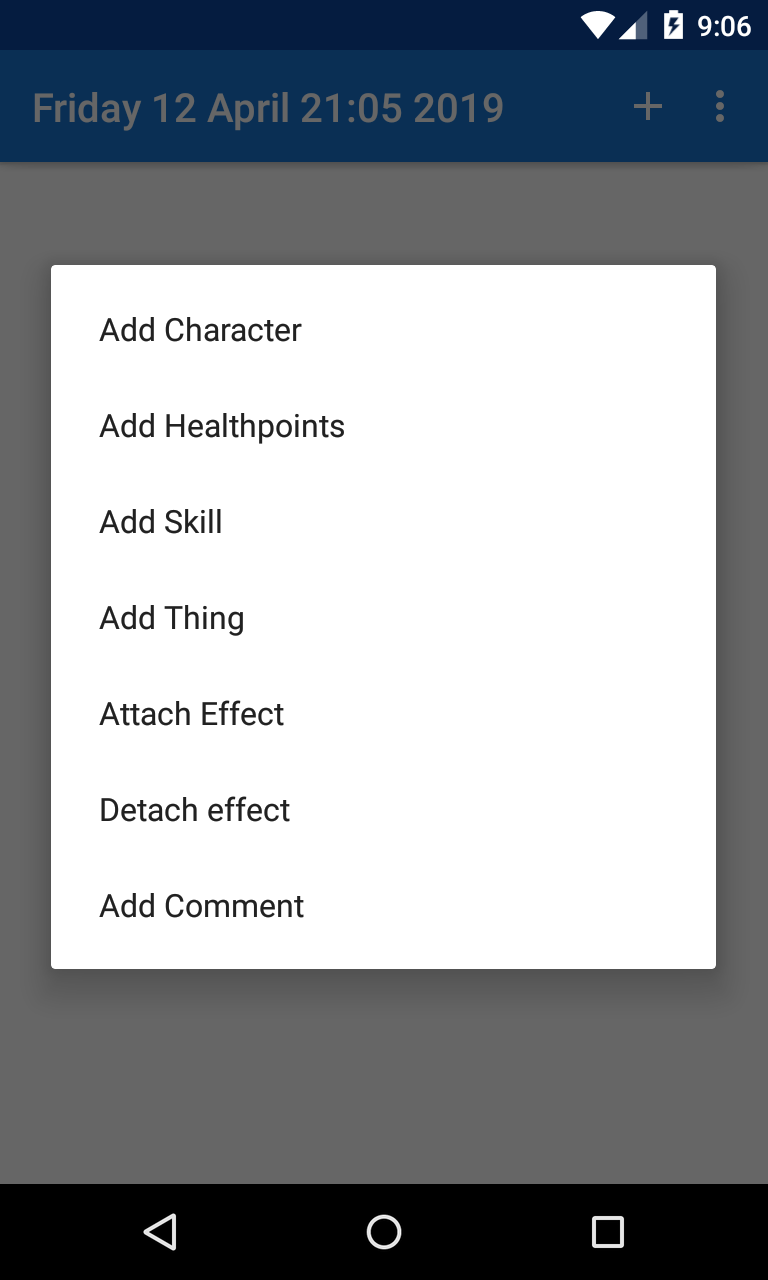 9:06
Friday 12 April 21:05 2019
Add Character
Add Healthpoints
Add Skill
Add Thing
Attach Effect
Detach effect
Add Comment